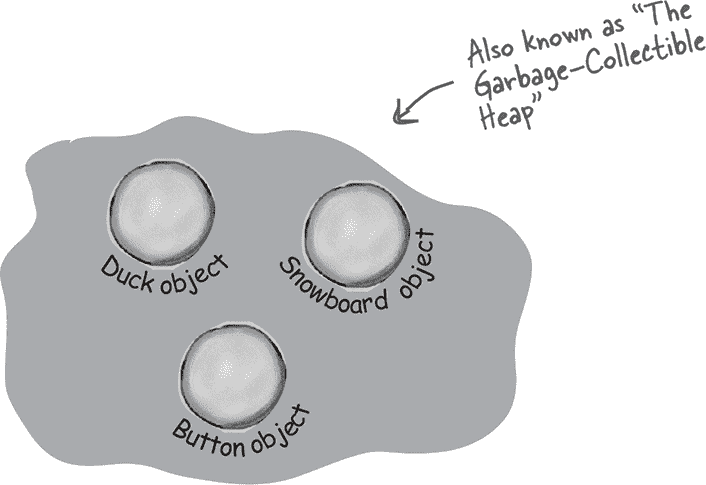 Also known as “The
Garbage–Collectible
Heap”
Duck object
Snowboard object
Button object